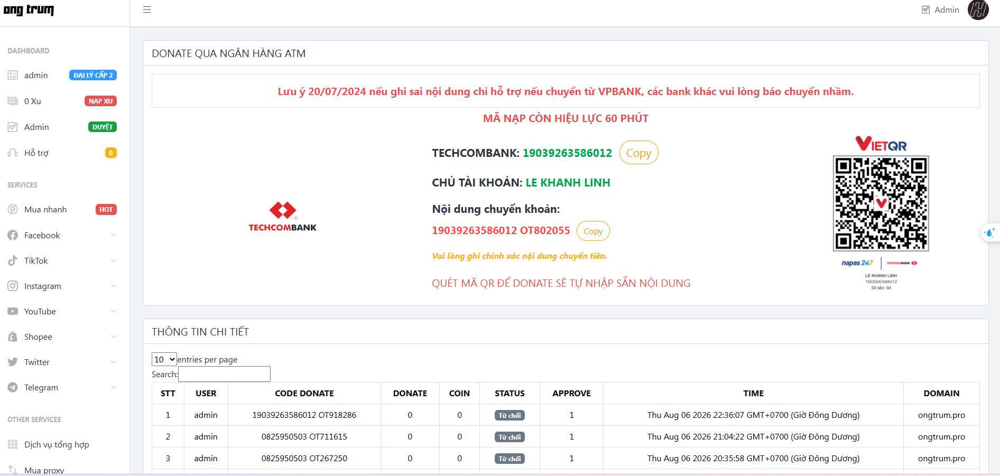 ong trum
Admin
DASHBOARD
admin ĐẠI LÝ CẤP 2
0 Xu NẠP XU
Admin DUYỆT
Hỗ trợ 0
SERVICES
Mua nhanh HOT
Facebook
TikTok
Instagram
YouTube
Shopee
Twitter
Telegram
OTHER SERVICES
Dịch vụ tổng hợp
Mua proxy
DONATE QUA NGÂN HÀNG ATM
Lưu ý 20/07/2024 nếu ghi sai nội dung chỉ hỗ trợ nếu chuyển từ VPBANK, các bank khác vui lòng báo chuyển nhầm.
MÃ NẠP CÒN HIỆU LỰC 60 PHÚT
TECHCOMBANK
TECHCOMBANK: 19039263586012 Copy
CHỦ TÀI KHOẢN: LE KHANH LINH
Nội dung chuyển khoản:
19039263586012 OT802055 Copy
Vui lòng ghi chính xác nội dung chuyển tiền.
QUÉT MÃ QR ĐỂ DONATE SẼ TỰ NHẬP SẴN NỘI DUNG
VIETQR
napas 247 TECHCOMBANK
LE KHANH LINH
19039263586012
Số tiền: 0đ
THÔNG TIN CHI TIẾT
10 entries per page
Search:
STT USER CODE DONATE DONATE COIN STATUS APPROVE TIME DOMAIN
1 admin 19039263586012 OT918286 0 0 Từ chối 1 Thu Aug 06 2026 22:36:07 GMT+0700 (Giờ Đông Dương) ongtrum.pro
2 admin 0825950503 OT711615 0 0 Từ chối 1 Thu Aug 06 2026 21:04:22 GMT+0700 (Giờ Đông Dương) ongtrum.pro
3 admin 0825950503 OT267250 0 0 Từ chối 1 Thu Aug 06 2026 20:35:58 GMT+0700 (Giờ Đông Dương) ongtrum.pro